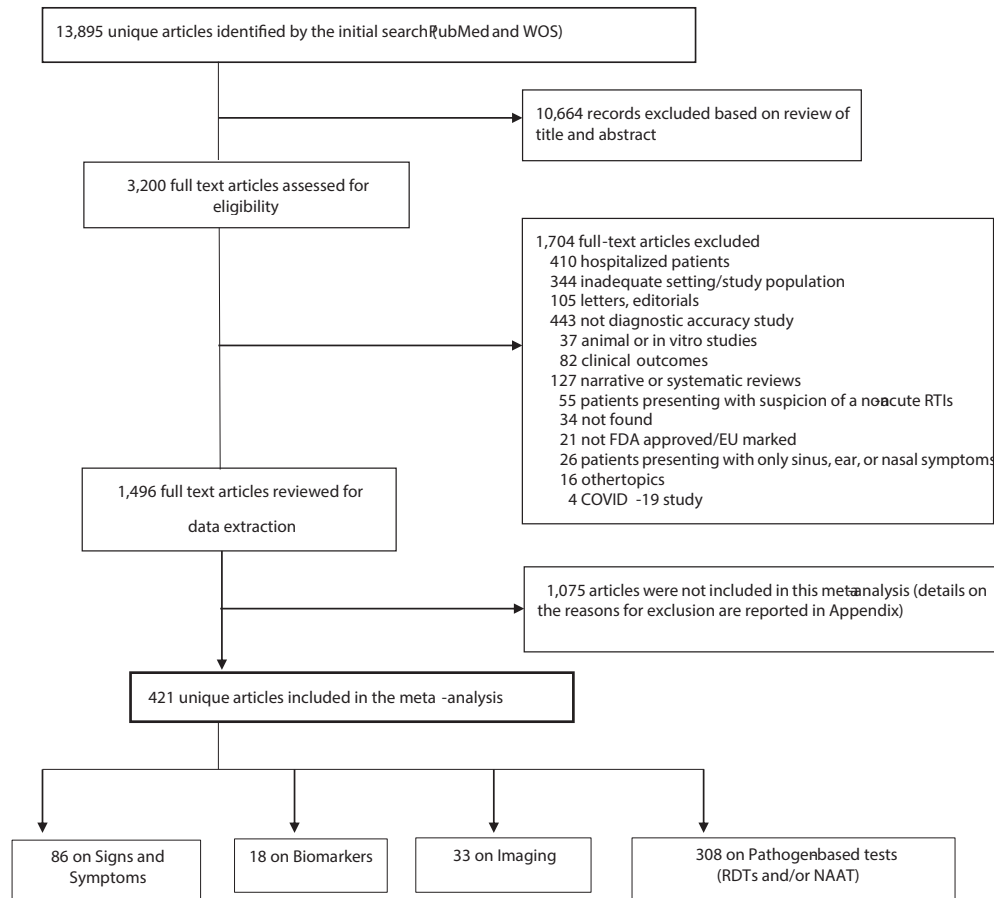 13,895 unique articles identified by the initial search PubMed and WOS)
10,664 records excluded based on review of
title and abstract
3,200 full text articles assessed for
eligibility
1,704 full-text articles excluded
410 hospitalized patients
344 inadequate setting/study population
105 letters, editorials
443 not diagnostic accuracy study
37 animal or in vitro studies
82 clinical outcomes
127 narrative or systematic reviews
55 patients presenting with suspicion of a non-acute RTIs
34 not found
21 not FDA approved/EU marked
26 patients presenting with only sinus, ear, or nasal symptoms
16 othertopics
4 COVID -19 study
1,496 full text articles reviewed for
data extraction
1,075 articles were not included in this meta-analysis (details on
the reasons for exclusion are reported in Appendix)
421 unique articles included in the meta -analysis
86 on Signs and
Symptoms
18 on Biomarkers
33 on Imaging
308 on Pathogen-based tests
(RDTs and/or NAAT)